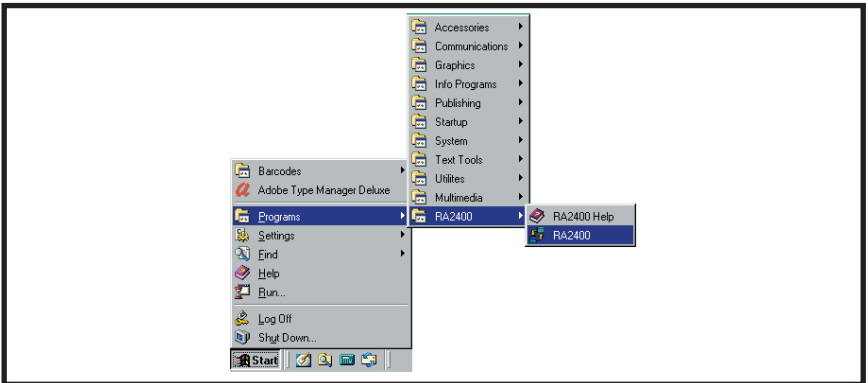 Accessories
Communications
Graphics
Info Programs
Publishing
Startup
System
Text Tools
Utilites
Multimedia
RA2400
RA2400 Help
RA2400
Barcodes
Adobe Type Manager Deluxe
Programs
Settings
Find
Help
Run...
Log Off
Shut Down...
Start